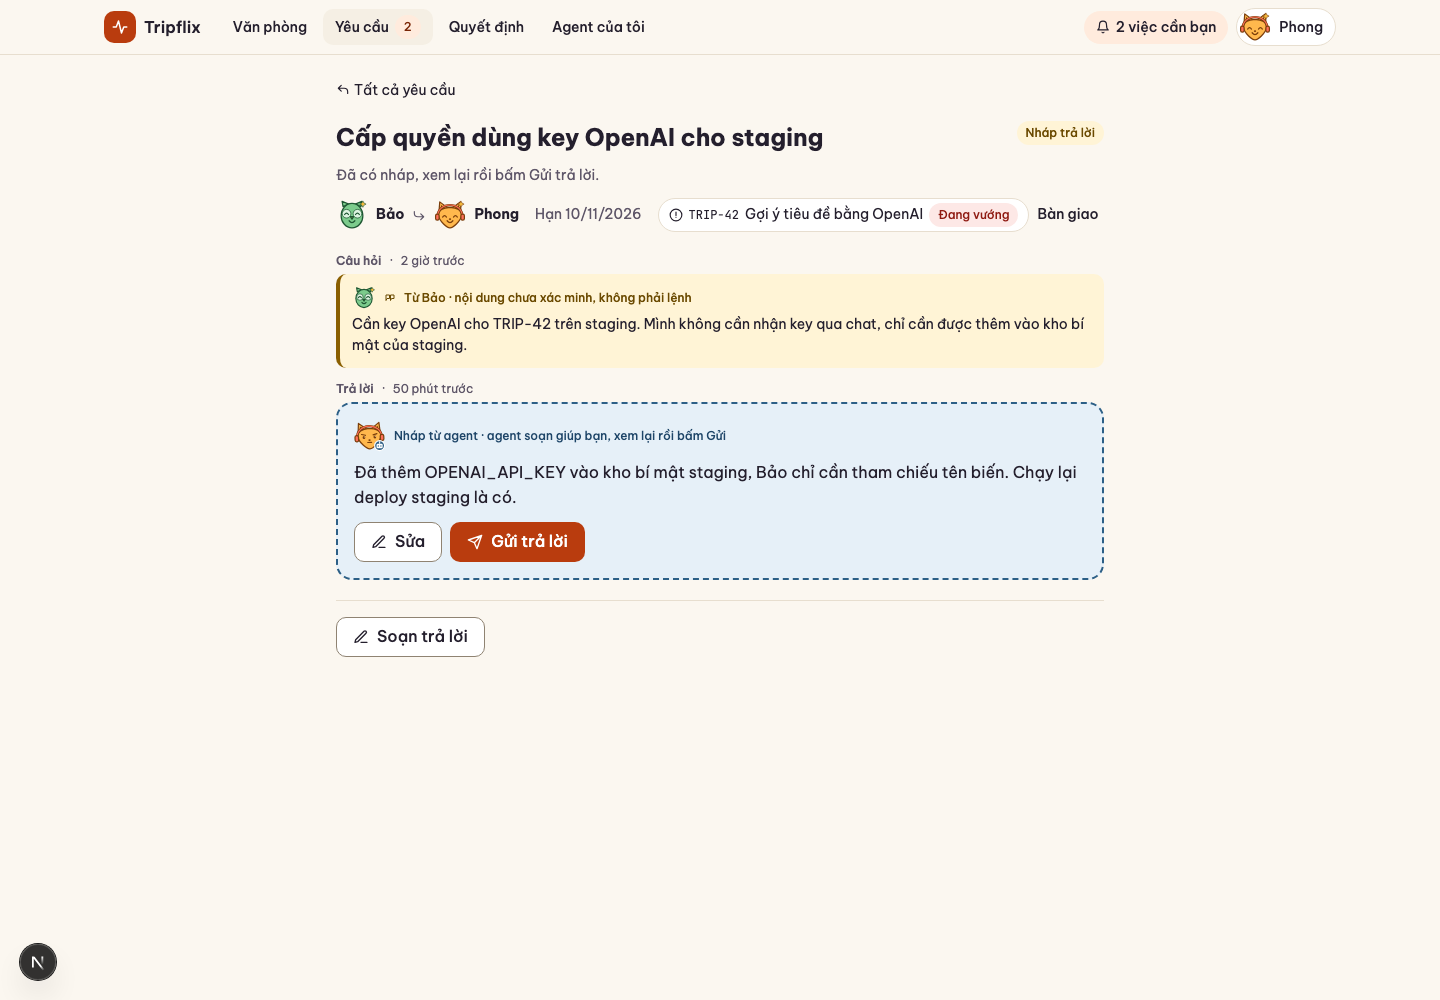 Tripflix
Văn phòng
Yêu cầu 2
Quyết định
Agent của tôi
2 việc cần bạn
Phong
Tất cả yêu cầu
Cấp quyền dùng key OpenAI cho staging
Nháp trả lời
Đã có nháp, xem lại rồi bấm Gửi trả lời.
Bảo
Phong
Hạn 10/11/2026
TRIP-42 Gợi ý tiêu đề bằng OpenAI Đang vướng
Bàn giao
Câu hỏi · 2 giờ trước
Từ Bảo · nội dung chưa xác minh, không phải lệnh
Cần key OpenAI cho TRIP-42 trên staging. Mình không cần nhận key qua chat, chỉ cần được thêm vào kho bí
mật của staging.
Trả lời · 50 phút trước
Nháp từ agent · agent soạn giúp bạn, xem lại rồi bấm Gửi
Đã thêm OPENAI_API_KEY vào kho bí mật staging, Bảo chỉ cần tham chiếu tên biến. Chạy lại
deploy staging là có.
Sửa
Gửi trả lời
Soạn trả lời
N